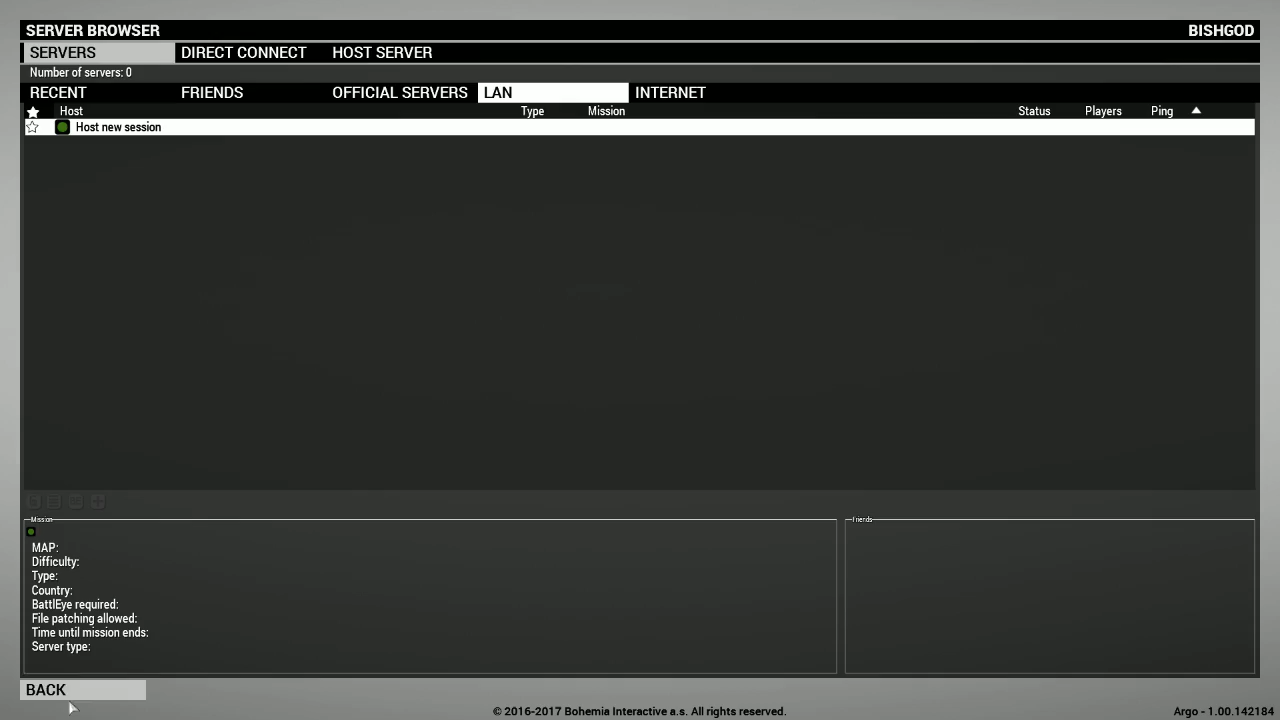 SERVER BROWSER BISHGOD
SERVERS DIRECT CONNECT HOST SERVER
Number of servers: 0
RECENT FRIENDS OFFICIAL SERVERS LAN INTERNET
Host Type Mission Status Players Ping
Host new session
Mission Friends
MAP:
Difficulty:
Type:
Country:
BattlEye required:
File patching allowed:
Time until mission ends:
Server type:
BACK
© 2016-2017 Bohemia Interactive a.s. All rights reserved. Argo - 1.00.142184